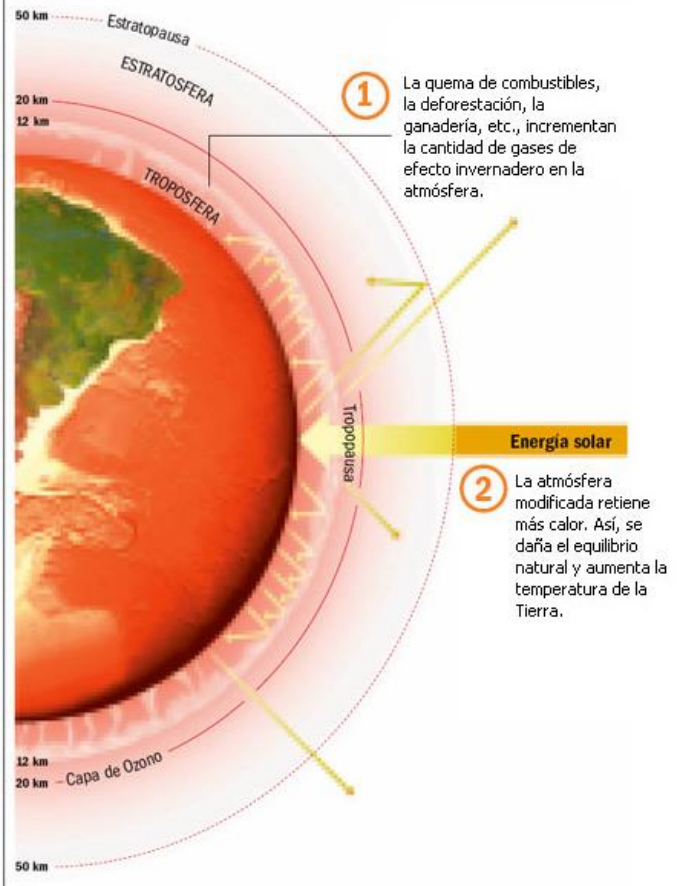 50 km
Estratopausa
ESTRATOSFERA
20 km
12 km
TROPOSFERA
1
La quema de combustibles,
la deforestación, la
ganadería, etc., incrementan
la cantidad de gases de
efecto invernadero en la
atmósfera.
Tropopausa
Energía solar
2
La atmósfera
modificada retiene
más calor. Así, se
daña el equilibrio
natural y aumenta la
temperatura de la
Tierra.
12 km
20 km
Capa de Ozono
50 km